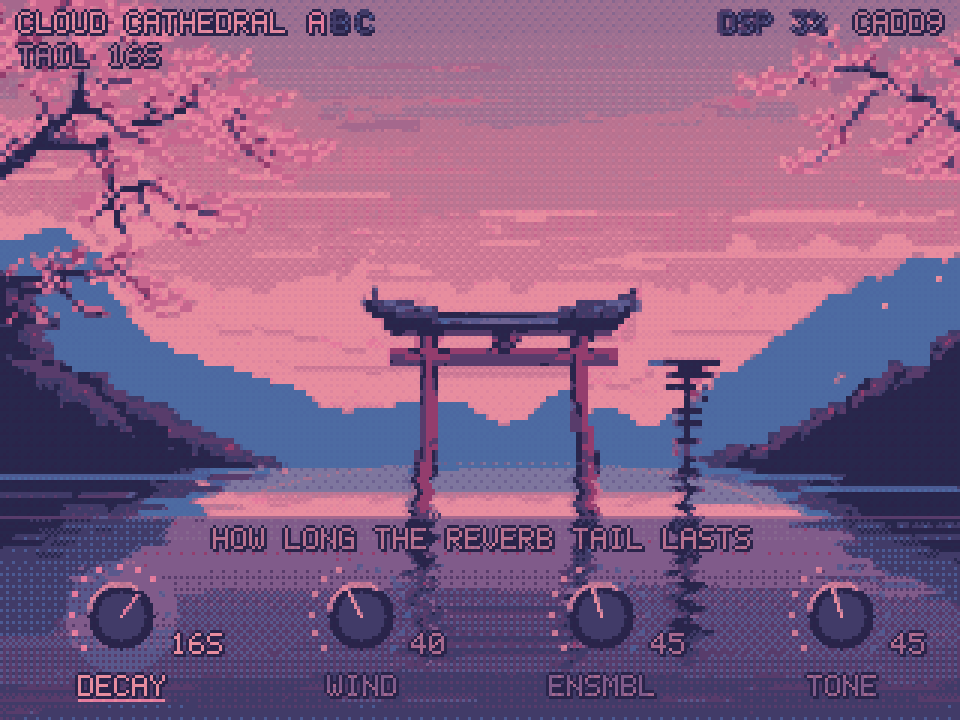 CLOUD CATHEDRAL ABC DSP 3% CADD9
TAIL 16S
HOW LONG THE REVERB TAIL LASTS
16S 40 45 45
DECAY WIND ENSMBL TONE